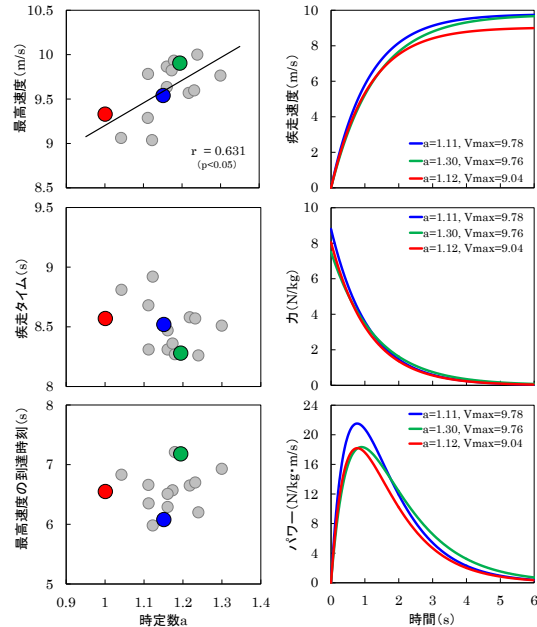 最高速度(m/s)
10.5
10
9.5
9
8.5
r = 0.631
(p<0.05)
疾走タイム(s)
9.5
9
8.5
8
最高速度の到達時刻(s)
8
7
6
5
0.9
1
1.1
1.2
1.3
1.4
時定数a
疾走速度(m/s)
10
8
6
4
2
0
a=1.11, Vmax=9.78
a=1.30, Vmax=9.76
a=1.12, Vmax=9.04
力(N/kg)
10
8
6
4
2
0
a=1.11, Vmax=9.78
a=1.30, Vmax=9.76
a=1.12, Vmax=9.04
パワー(N/kg・m/s)
24
20
16
12
8
4
0
a=1.11, Vmax=9.78
a=1.30, Vmax=9.76
a=1.12, Vmax=9.04
0
1
2
3
4
5
6
時間(s)